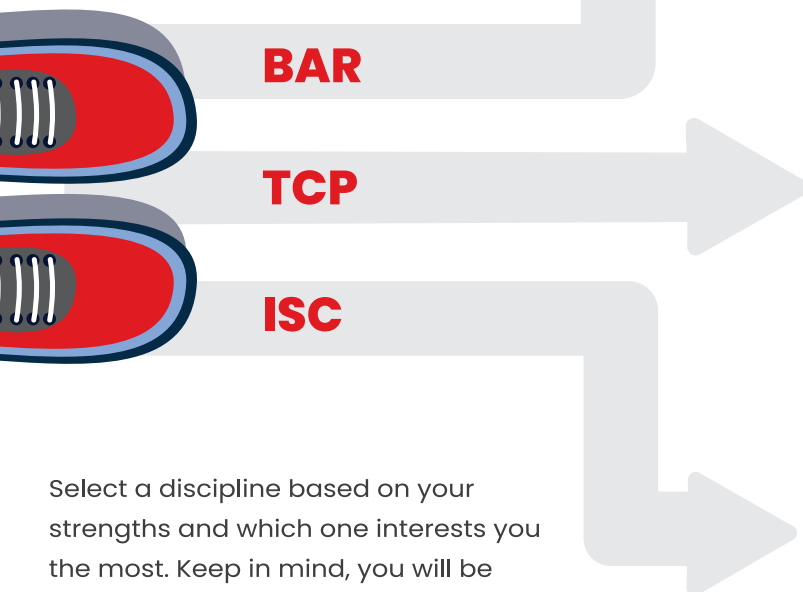 BAR
TCP
ISC
Select a discipline based on your
strengths and which one interests you
the most. Keep in mind, you will be